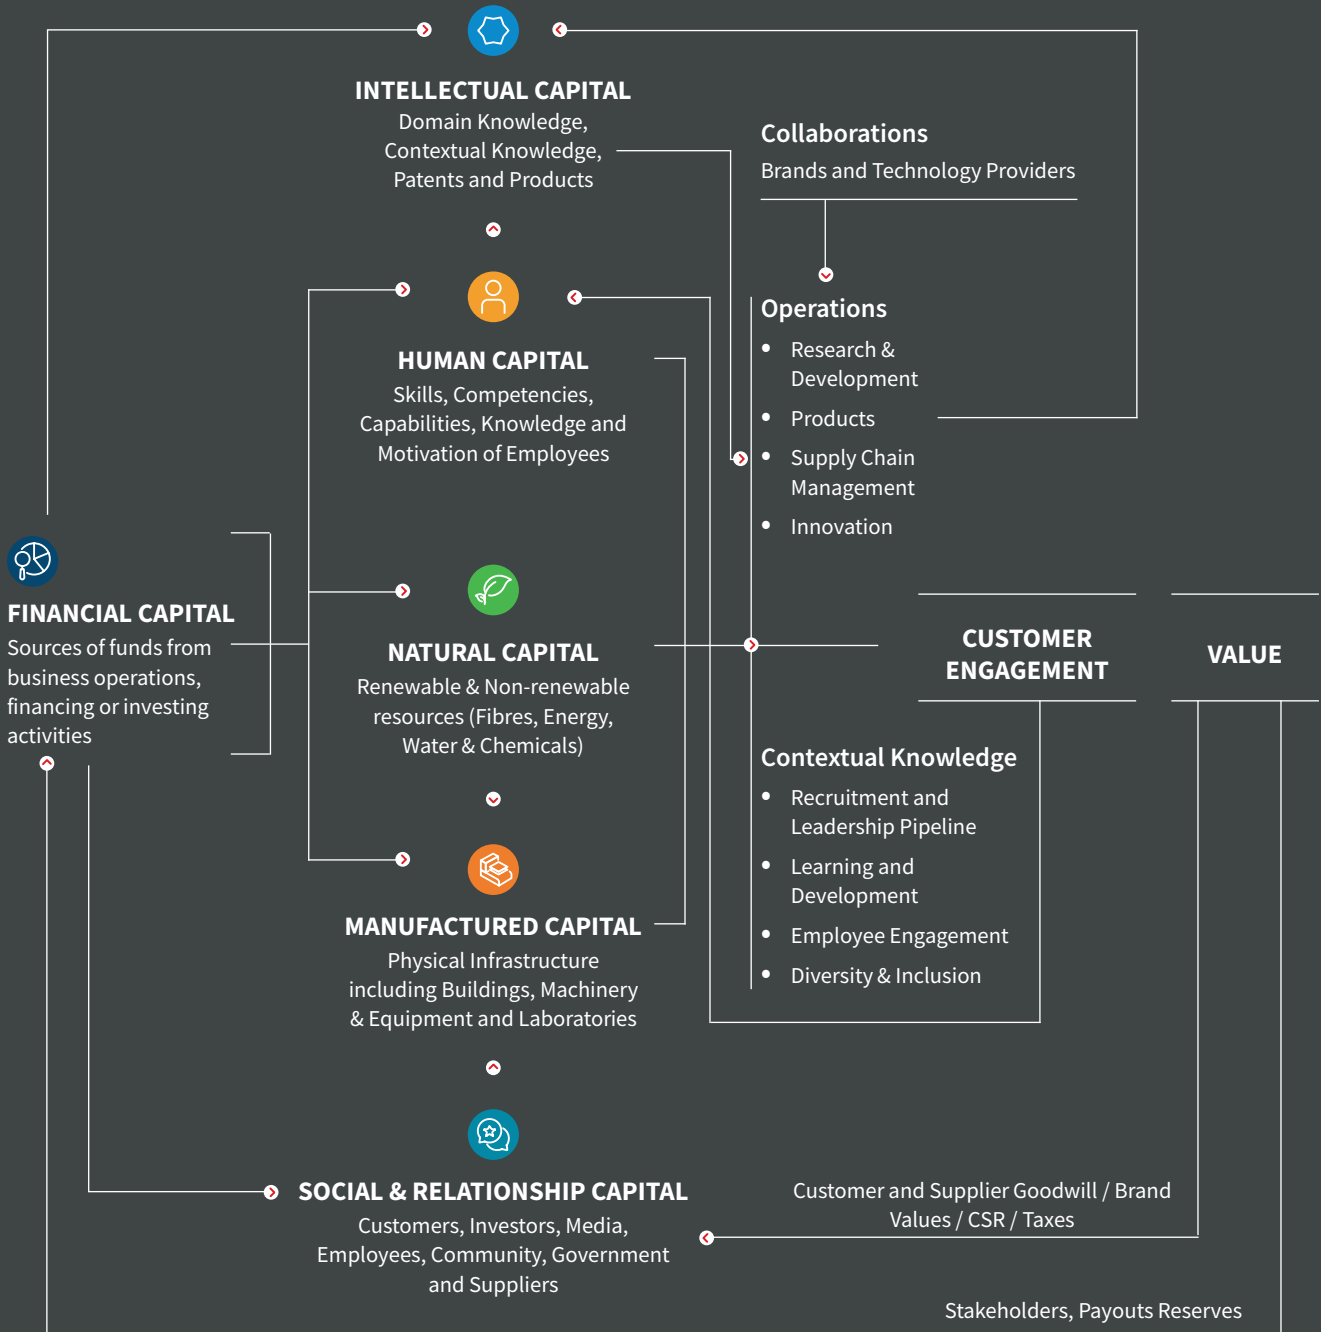 INTELLECTUAL CAPITAL
Domain Knowledge,
Contextual Knowledge,
Patents and Products
Collaborations
Brands and Technology Providers
HUMAN CAPITAL
Skills, Competencies,
Capabilities, Knowledge and
Motivation of Employees
Operations
• Research &
Development
• Products
• Supply Chain
Management
• Innovation
FINANCIAL CAPITAL
Sources of funds from
business operations,
financing or investing
activities
NATURAL CAPITAL
Renewable & Non-renewable
resources (Fibres, Energy,
Water & Chemicals)
CUSTOMER
ENGAGEMENT
VALUE
Contextual Knowledge
• Recruitment and
Leadership Pipeline
• Learning and
Development
• Employee Engagement
• Diversity & Inclusion
MANUFACTURED CAPITAL
Physical Infrastructure
including Buildings, Machinery
& Equipment and Laboratories
SOCIAL & RELATIONSHIP CAPITAL
Customers, Investors, Media,
Employees, Community, Government
and Suppliers
Customer and Supplier Goodwill / Brand
Values / CSR / Taxes
Stakeholders, Payouts Reserves